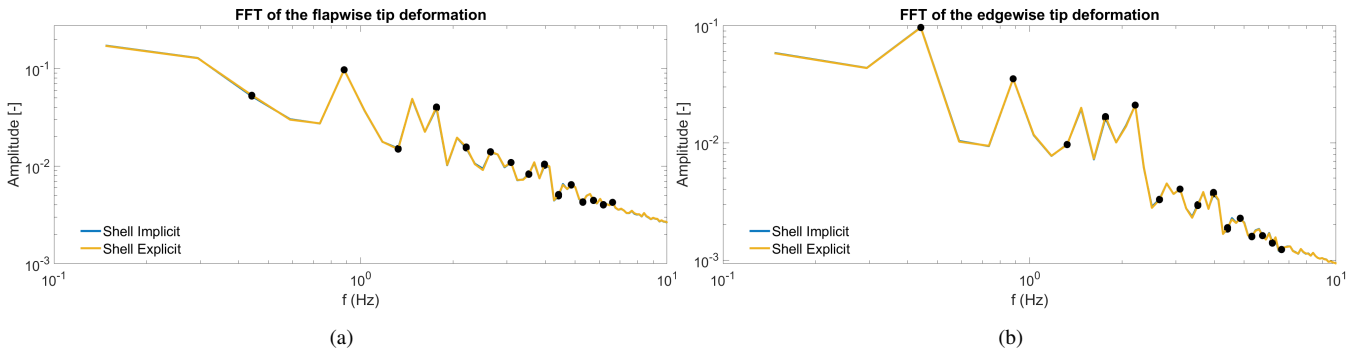 FFT of the flapwise tip deformation
Amplitude [-]
10^-1
10^-2
10^-3
Shell Implicit
Shell Explicit
10^-1 10^0 10^1
f (Hz)
(a)
FFT of the edgewise tip deformation
Amplitude [-]
10^-1
10^-2
10^-3
Shell Implicit
Shell Explicit
10^-1 10^0 10^1
f (Hz)
(b)